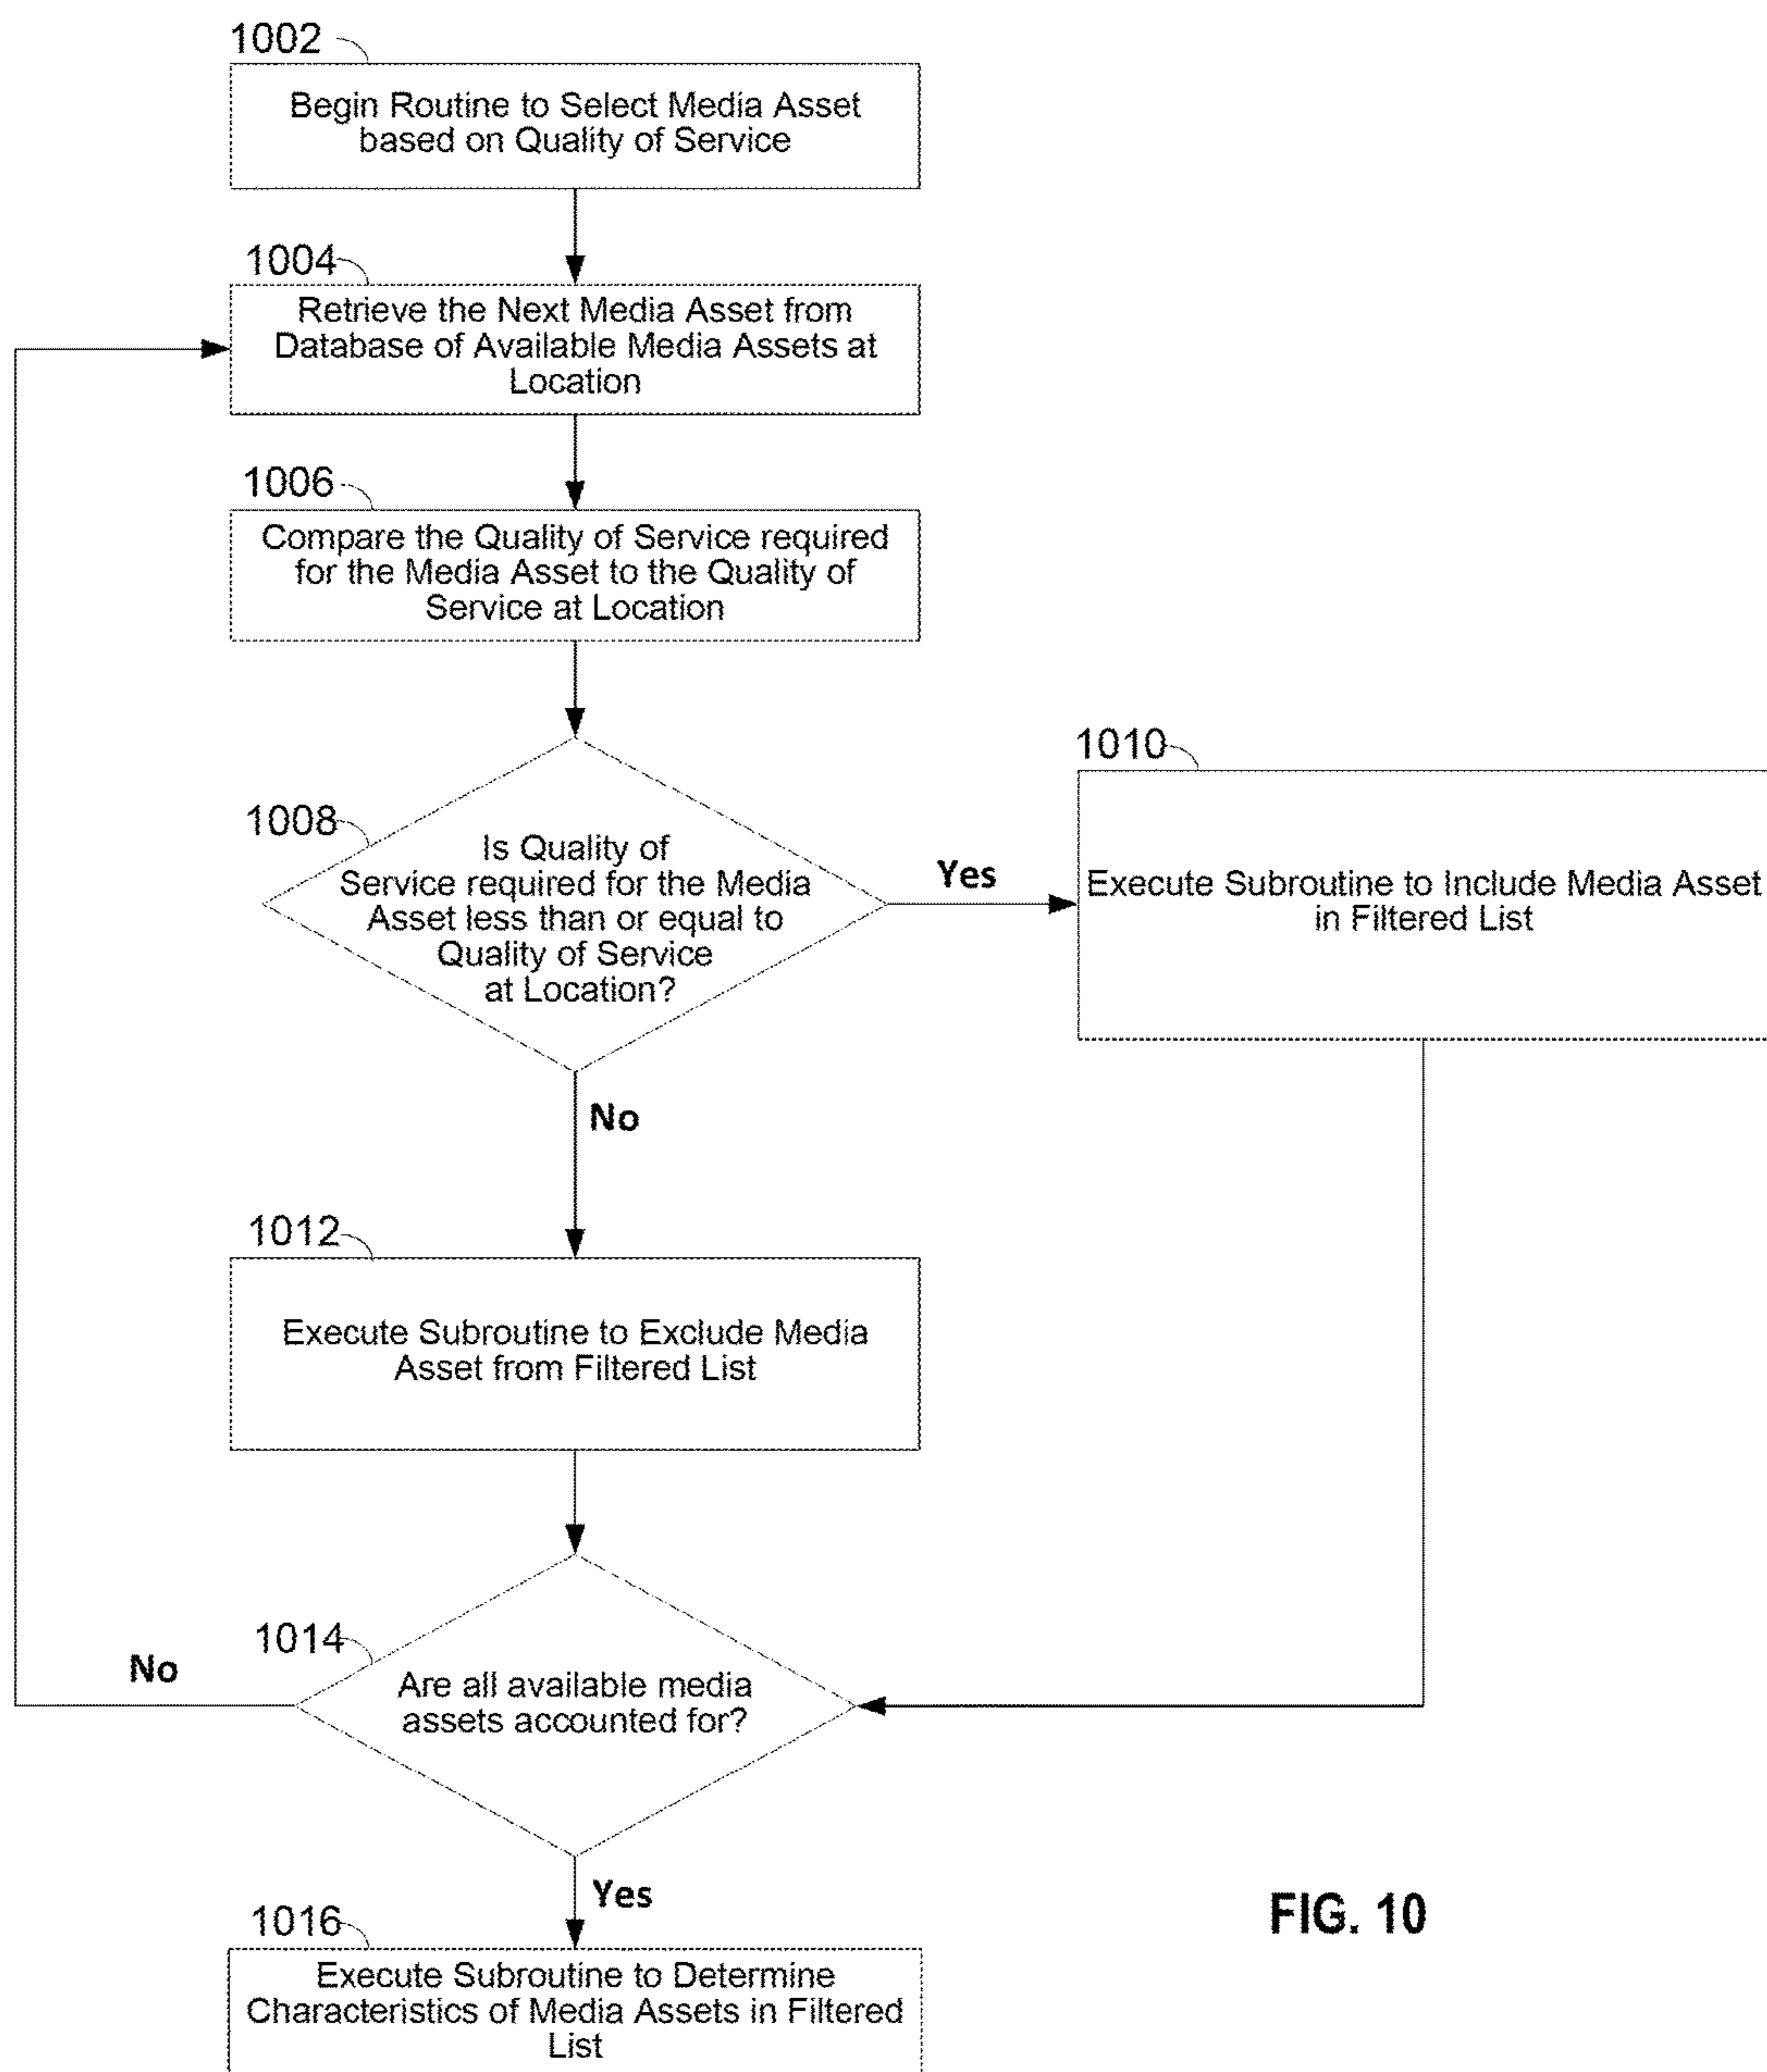 1002
Begin Routine to Select Media Asset
based on Quality of Service
1004
Retrieve the Next Media Asset from
Database of Available Media Assets at
Location
1006
Compare the Quality of Service required
for the Media Asset to the Quality of
Service at Location
1008
Is Quality of
Service required for the Media
Asset less than or equal to
Quality of Service
at Location?
Yes
1010
Execute Subroutine to Include Media Asset
in Filtered List
No
1012
Execute Subroutine to Exclude Media
Asset from Filtered List
1014
Are all available media
assets accounted for?
No
Yes
1016
Execute Subroutine to Determine
Characteristics of Media Assets in Filtered
List
FIG. 10